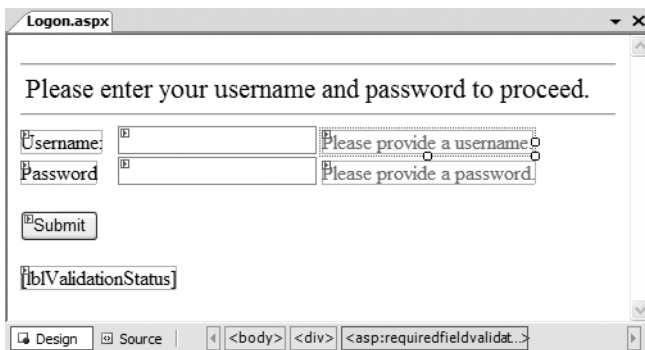 Logon.aspx
Please enter your username and password to proceed.
Username: Please provide a username.
Password Please provide a password.
Submit
[lblValidationStatus]
Design Source <body> <div> <asp:requiredfieldvalidat...>